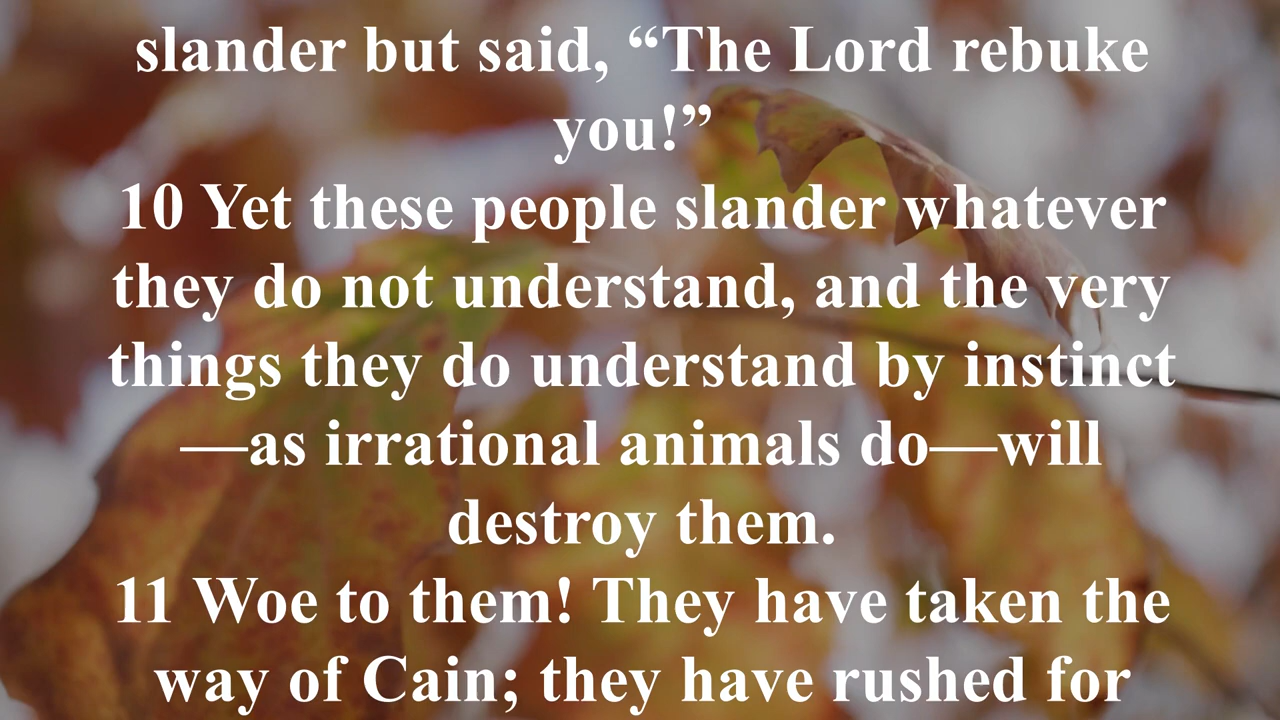 slander but said, “The Lord rebuke
you!”
10 Yet these people slander whatever
they do not understand, and the very
things they do understand by instinct
—as irrational animals do—will
destroy them.
11 Woe to them! They have taken the
way of Cain; they have rushed for